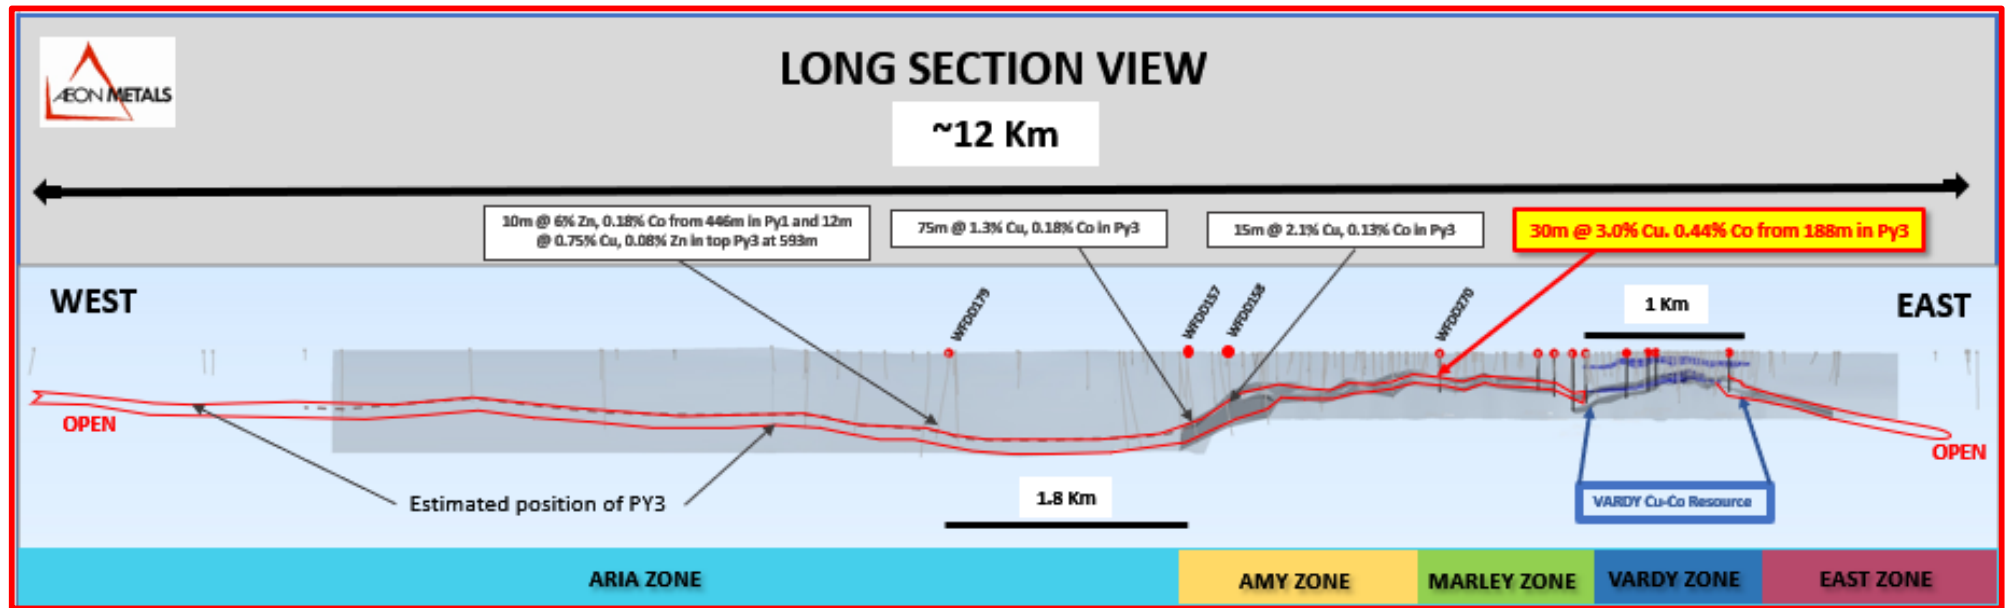 ÆON METALS
LONG SECTION VIEW
~12 Km
10m @ 6% Zn, 0.18% Co from 446m in Py1 and 12m
@ 0.75% Cu, 0.08% Zn in top Py3 at 593m
75m @ 1.3% Cu, 0.18% Co in Py3
15m @ 2.1% Cu, 0.13% Co in Py3
30m @ 3.0% Cu. 0.44% Co from 188m in Py3
WEST
EAST
WFDD179
WFDD157
WFDD158
WFDD270
1 Km
OPEN
OPEN
Estimated position of PY3
1.8 Km
VARDY Cu-Co Resource
ARIA ZONE
AMY ZONE
MARLEY ZONE
VARDY ZONE
EAST ZONE